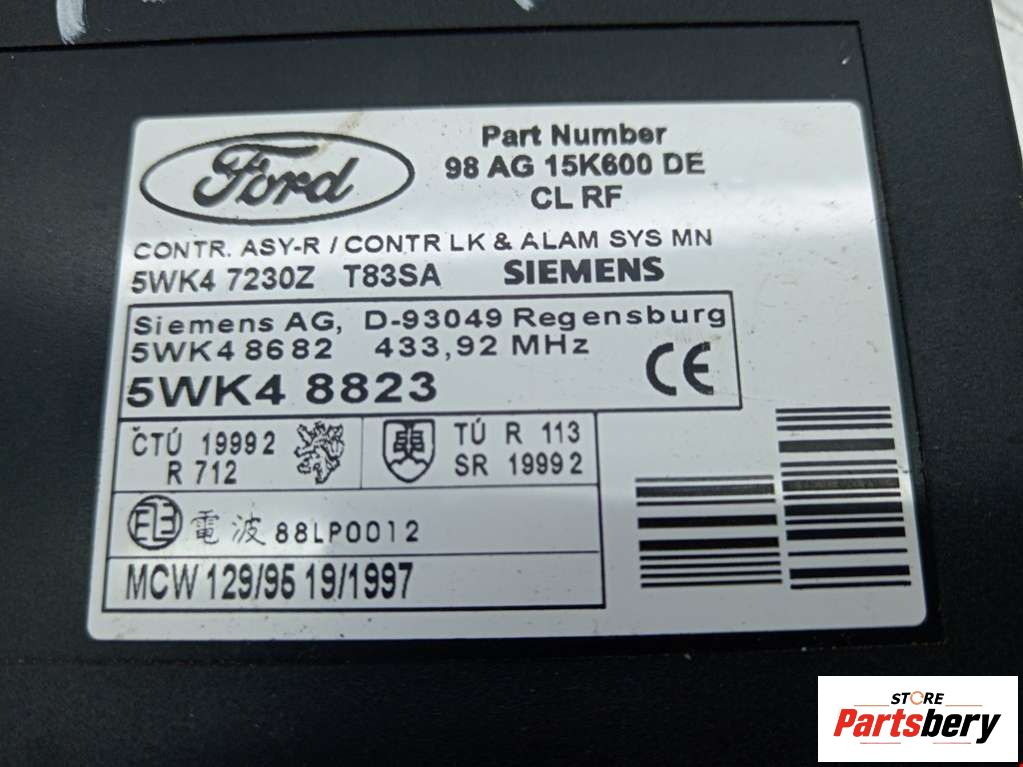 Ford
Part Number
98 AG 15K600 DE
CL RF
CONTR. ASY-R / CONTR LK & ALAM SYS MN
5WK4 7230Z T83SA SIEMENS
Siemens AG, D-93049 Regensburg
5WK4 8682 433,92 MHz
5WK4 8823
CE
ČTÚ 1999 2
R 712
TÚ R 113
SR 1999 2
電波 88LP0012
MCW 129/95 19/1997
STORE
Partsbery